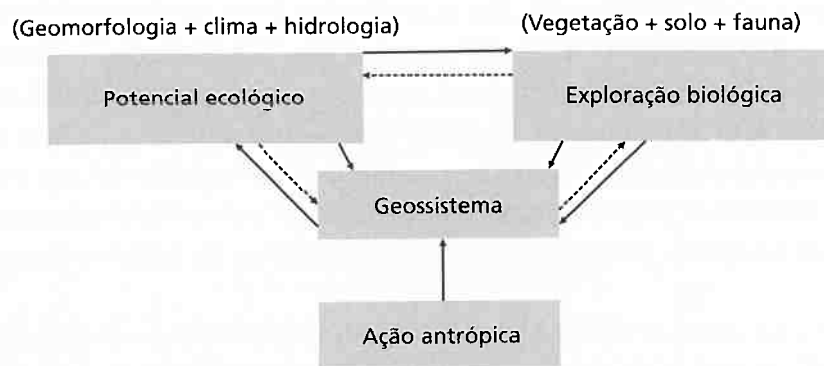 (Geomorfologia + clima + hidrologia)
(Vegetação + solo + fauna)
Potencial ecológico
Exploração biológica
Geossistema
Ação antrópica